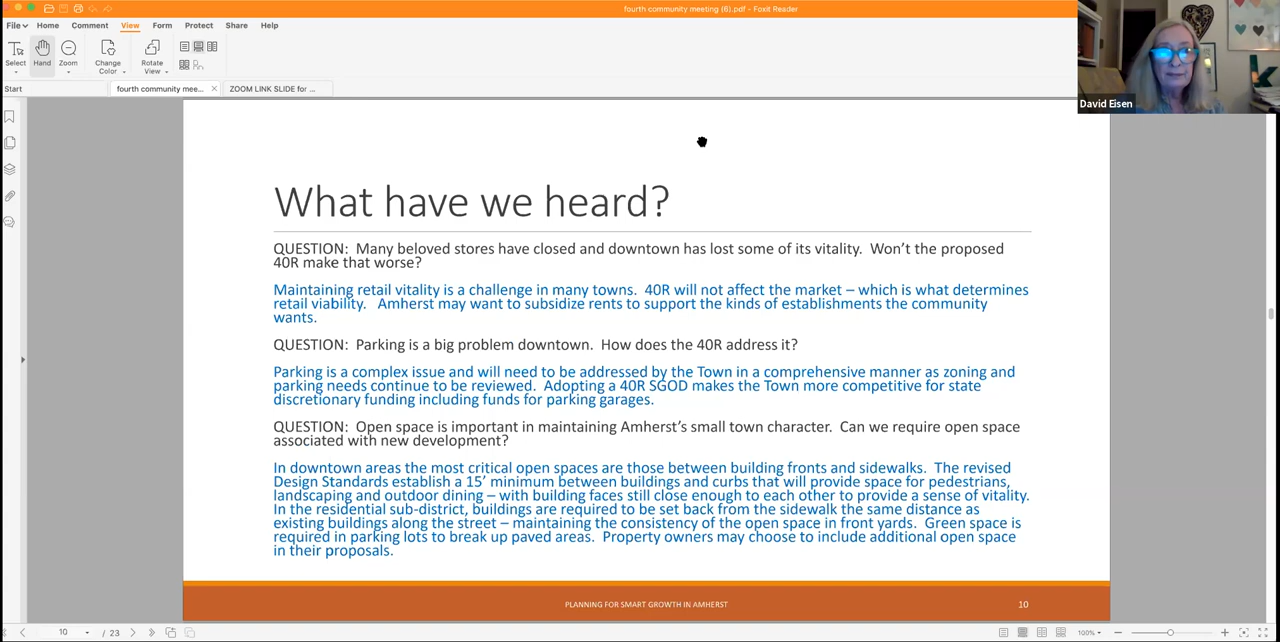 fourth community meeting (6).pdf - Foxit Reader
File
Home
Comment
View
Form
Protect
Share
Help
Select
Hand
Zoom
Change
Color
Rotate
View
Start
fourth community mee...
ZOOM LINK SLIDE for ...
David Eisen
What have we heard?
QUESTION: Many beloved stores have closed and downtown has lost some of its vitality. Won't the proposed
40R make that worse?
Maintaining retail vitality is a challenge in many towns. 40R will not affect the market – which is what determines
retail viability. Amherst may want to subsidize rents to support the kinds of establishments the community
wants.
QUESTION: Parking is a big problem downtown. How does the 40R address it?
Parking is a complex issue and will need to be addressed by the Town in a comprehensive manner as zoning and
parking needs continue to be reviewed. Adopting a 40R SGOD makes the Town more competitive for state
discretionary funding including funds for parking garages.
QUESTION: Open space is important in maintaining Amherst's small town character. Can we require open space
associated with new development?
In downtown areas the most critical open spaces are those between building fronts and sidewalks. The revised
Design Standards establish a 15' minimum between buildings and curbs that will provide space for pedestrians,
landscaping and outdoor dining – with building faces still close enough to each other to provide a sense of vitality.
In the residential sub-district, buildings are required to be set back from the sidewalk the same distance as
existing buildings along the street – maintaining the consistency of the open space in front yards. Green space is
required in parking lots to break up paved areas. Property owners may choose to include additional open space
in their proposals.
PLANNING FOR SMART GROWTH IN AMHERST
10
10
/ 23
100%